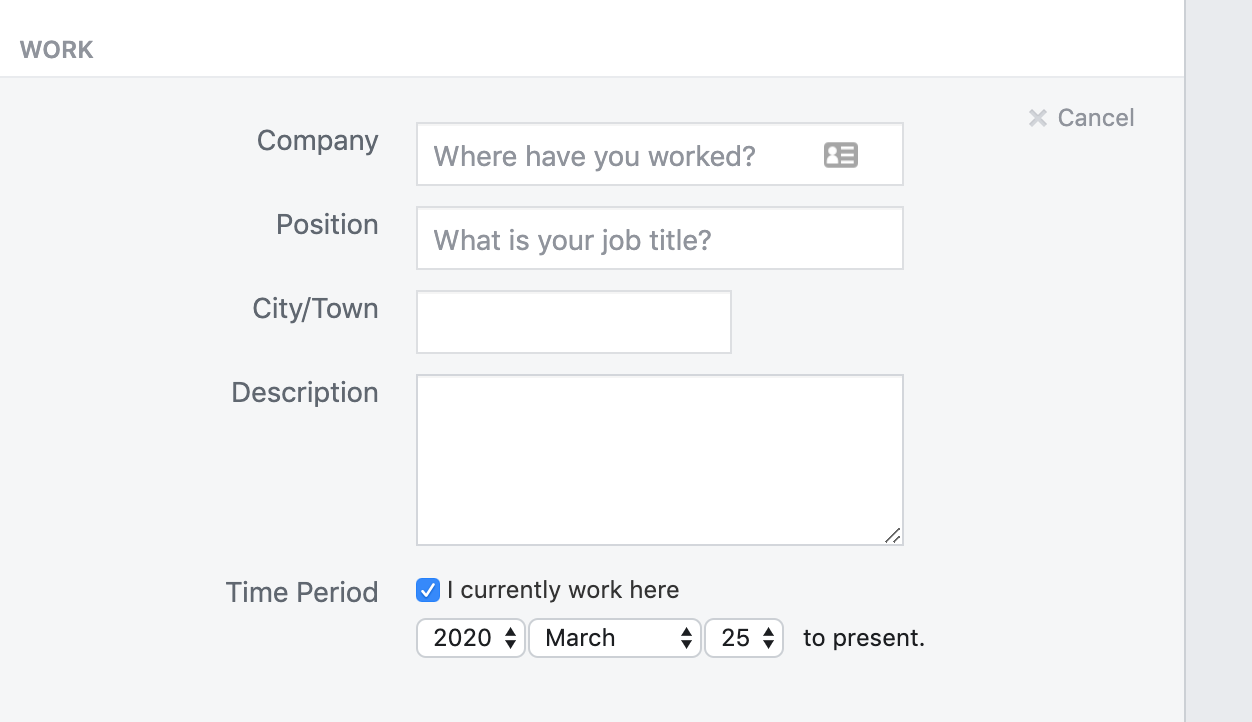 WORK
Cancel
Company
Where have you worked?
Position
What is your job title?
City/Town
Description
Time Period
I currently work here
2020 March 25 to present.